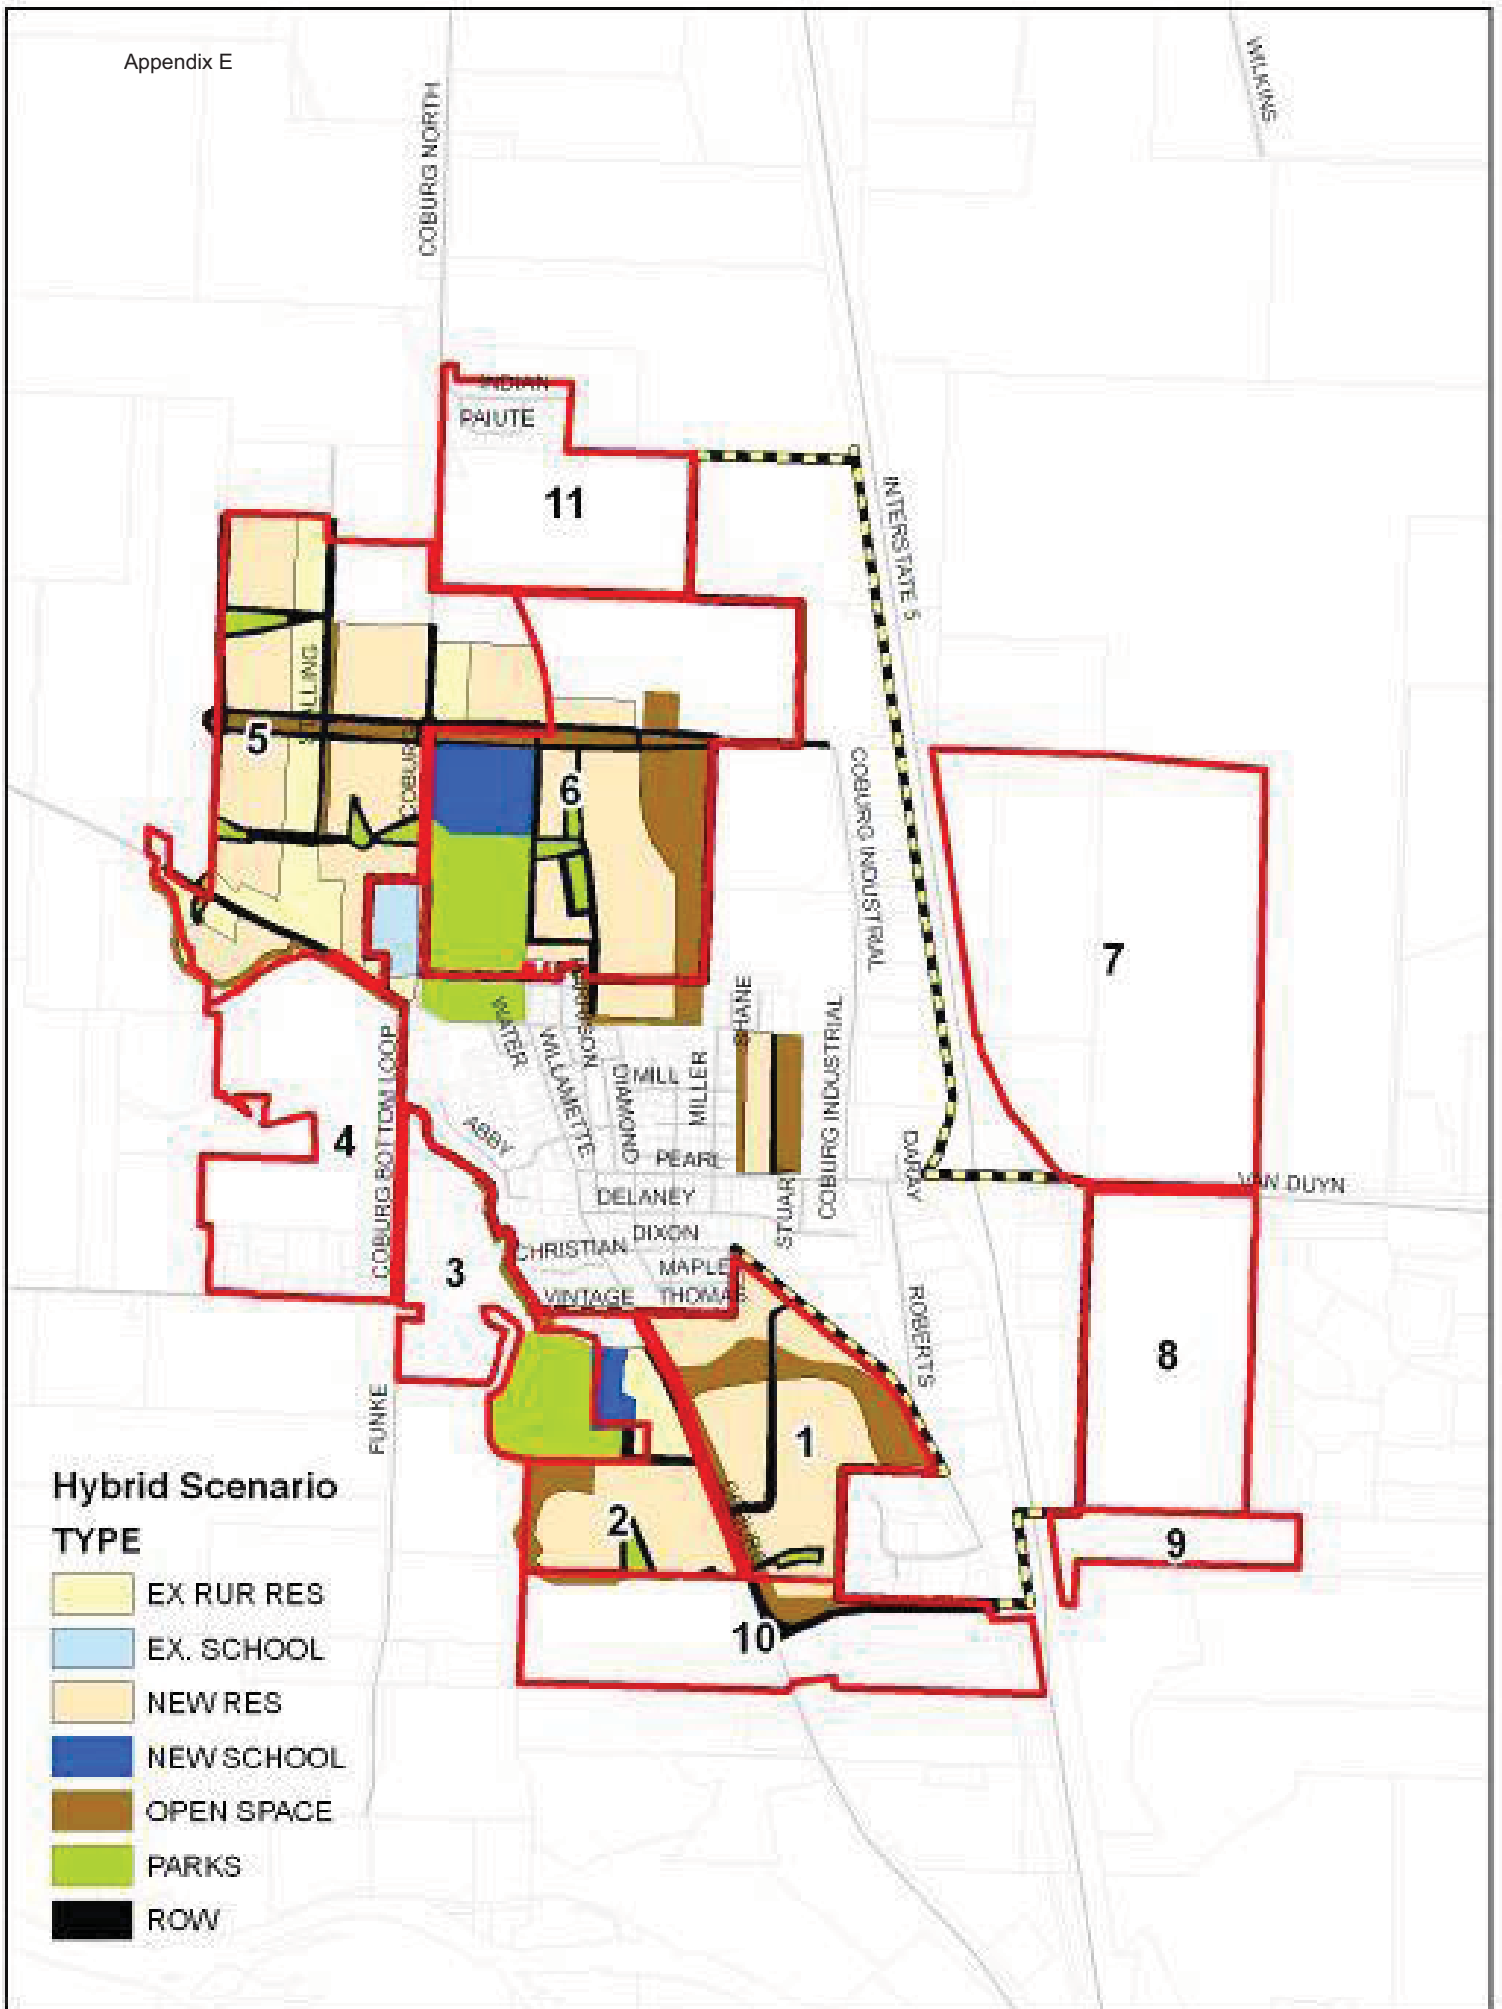 Appendix E
WILKINS
COBURG NORTH
INDIAN
PAIUTE
11
INTERSTATE 5
5
COBURG
6
COBURG INDUSTRIAL
7
WATER
WILLAMETTE
DIAMOND
MILL
MILLER
SHANE
COBURG INDUSTRIAL
COBURG BOTTOM LOOP
4
ABBY
PEARL
DELANEY
STUART
VAN DUYN
DIXON
CHRISTIAN
MAPLE
3
VINTAGE
THOMAS
ROBERTS
8
FUNKE
1
2
9
10
Hybrid Scenario
TYPE
EX RUR RES
EX. SCHOOL
NEW RES
NEW SCHOOL
OPEN SPACE
PARKS
ROW